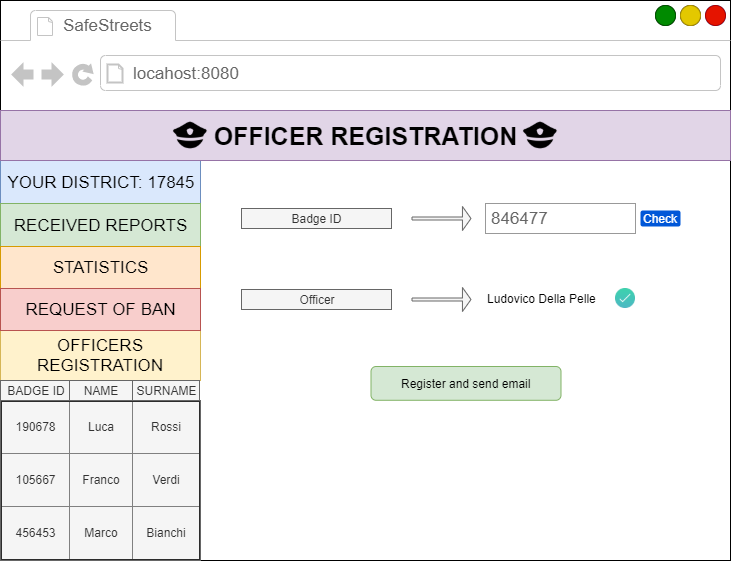 SafeStreets
locahost:8080
OFFICER REGISTRATION
YOUR DISTRICT: 17845
RECEIVED REPORTS
STATISTICS
REQUEST OF BAN
OFFICERS
REGISTRATION
BADGE ID NAME SURNAME
190678 Luca Rossi
105667 Franco Verdi
456453 Marco Bianchi
Badge ID 846477 Check
Officer Ludovico Della Pelle
Register and send email